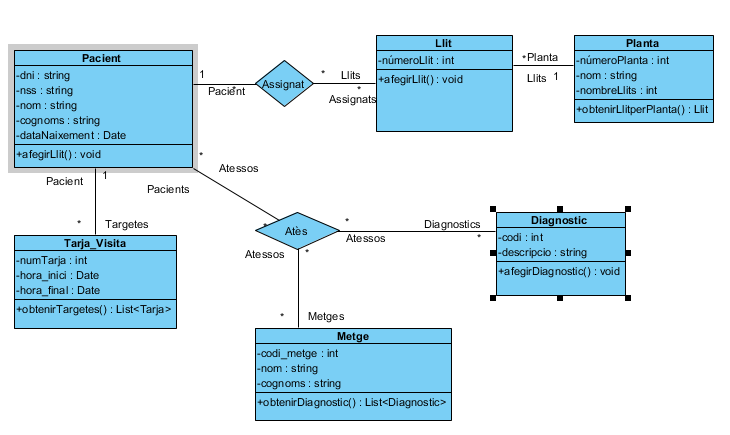 Pacient
-dni : string
-nss : string
-nom : string
-cognoms : string
-dataNaixement : Date
+afegirLlit() : void
1
Pacient
*
Assignat
*
Llits
*
Assignats
Llit
-númeroLlit : int
+afegirLlit() : void
*Planta
Llits 1
Planta
-númeroPlanta : int
-nom : string
-nombreLlits : int
+obtenirLlitperPlanta() : Llit
Pacient 1
* Targetes
Tarja_Visita
-numTarja : int
-hora_inici : Date
-hora_final : Date
+obtenirTargetes() : List<Tarja>
*
Atessos
Pacients
*
Atès
*
Atessos
Diagnostics
*
Diagnostic
-codi : int
-descripcio : string
+afegirDiagnostic() : void
Atessos
*
* Metges
Metge
-codi_metge : int
-nom : string
-cognoms : string
+obtenirDiagnostic() : List<Diagnostic>